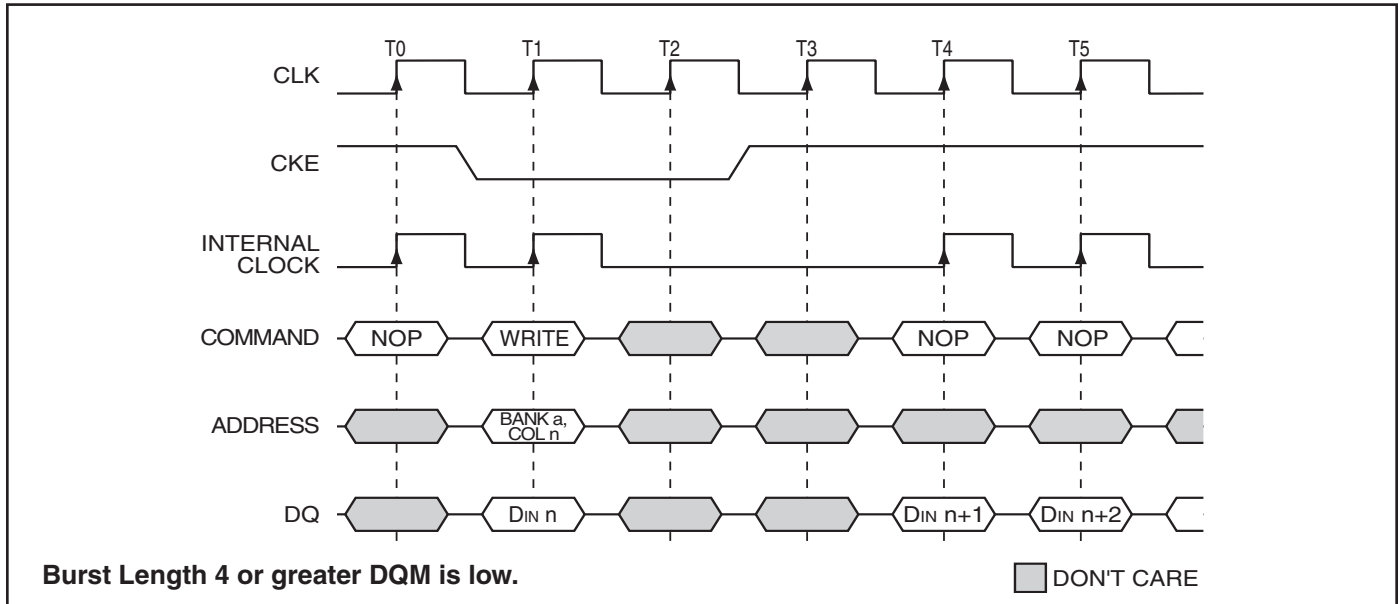 T0 T1 T2 T3 T4 T5
CLK
CKE
INTERNAL
CLOCK
COMMAND NOP WRITE NOP NOP
ADDRESS BANK a,
COL n
DQ DIN n DIN n+1 DIN n+2
Burst Length 4 or greater DQM is low.
DON'T CARE